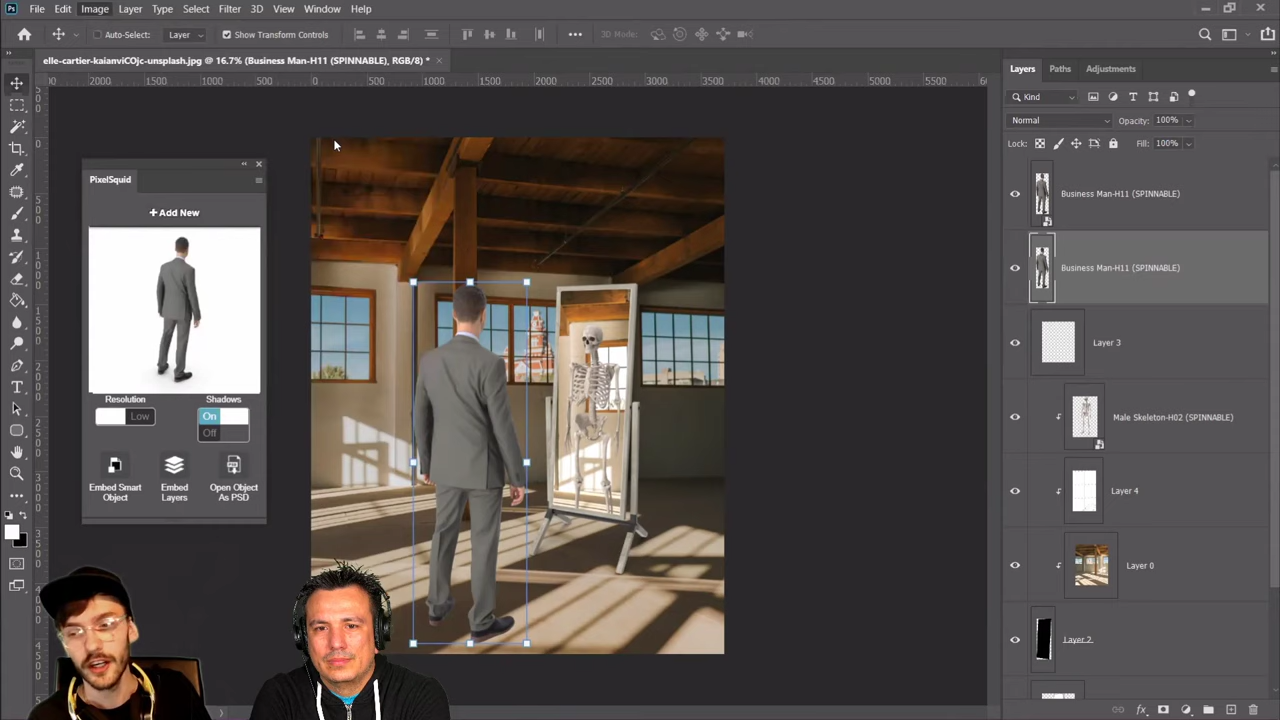 Ps File Edit Image Layer Type Select Filter 3D View Window Help
Auto-Select: Layer Show Transform Controls 3D Mode:
elle-cartier-kaianviCOjc-unsplash.jpg @ 16.7% (Business Man-H11 (SPINNABLE), RGB/8) *
2000 1500 1000 500 0 500 1000 1500 2000 2500 3000 3500 4000 4500 5000 5500
PixelSquid
Add New
Resolution Shadows
Low On
Off
Embed Smart Object
Embed Layers
Open Object As PSD
Layers Paths Adjustments
Kind
Normal Opacity: 100%
Lock: Fill: 100%
Business Man-H11 (SPINNABLE)
Business Man-H11 (SPINNABLE)
Layer 3
Male Skeleton-H02 (SPINNABLE)
Layer 4
Layer 0
Layer 2
fx